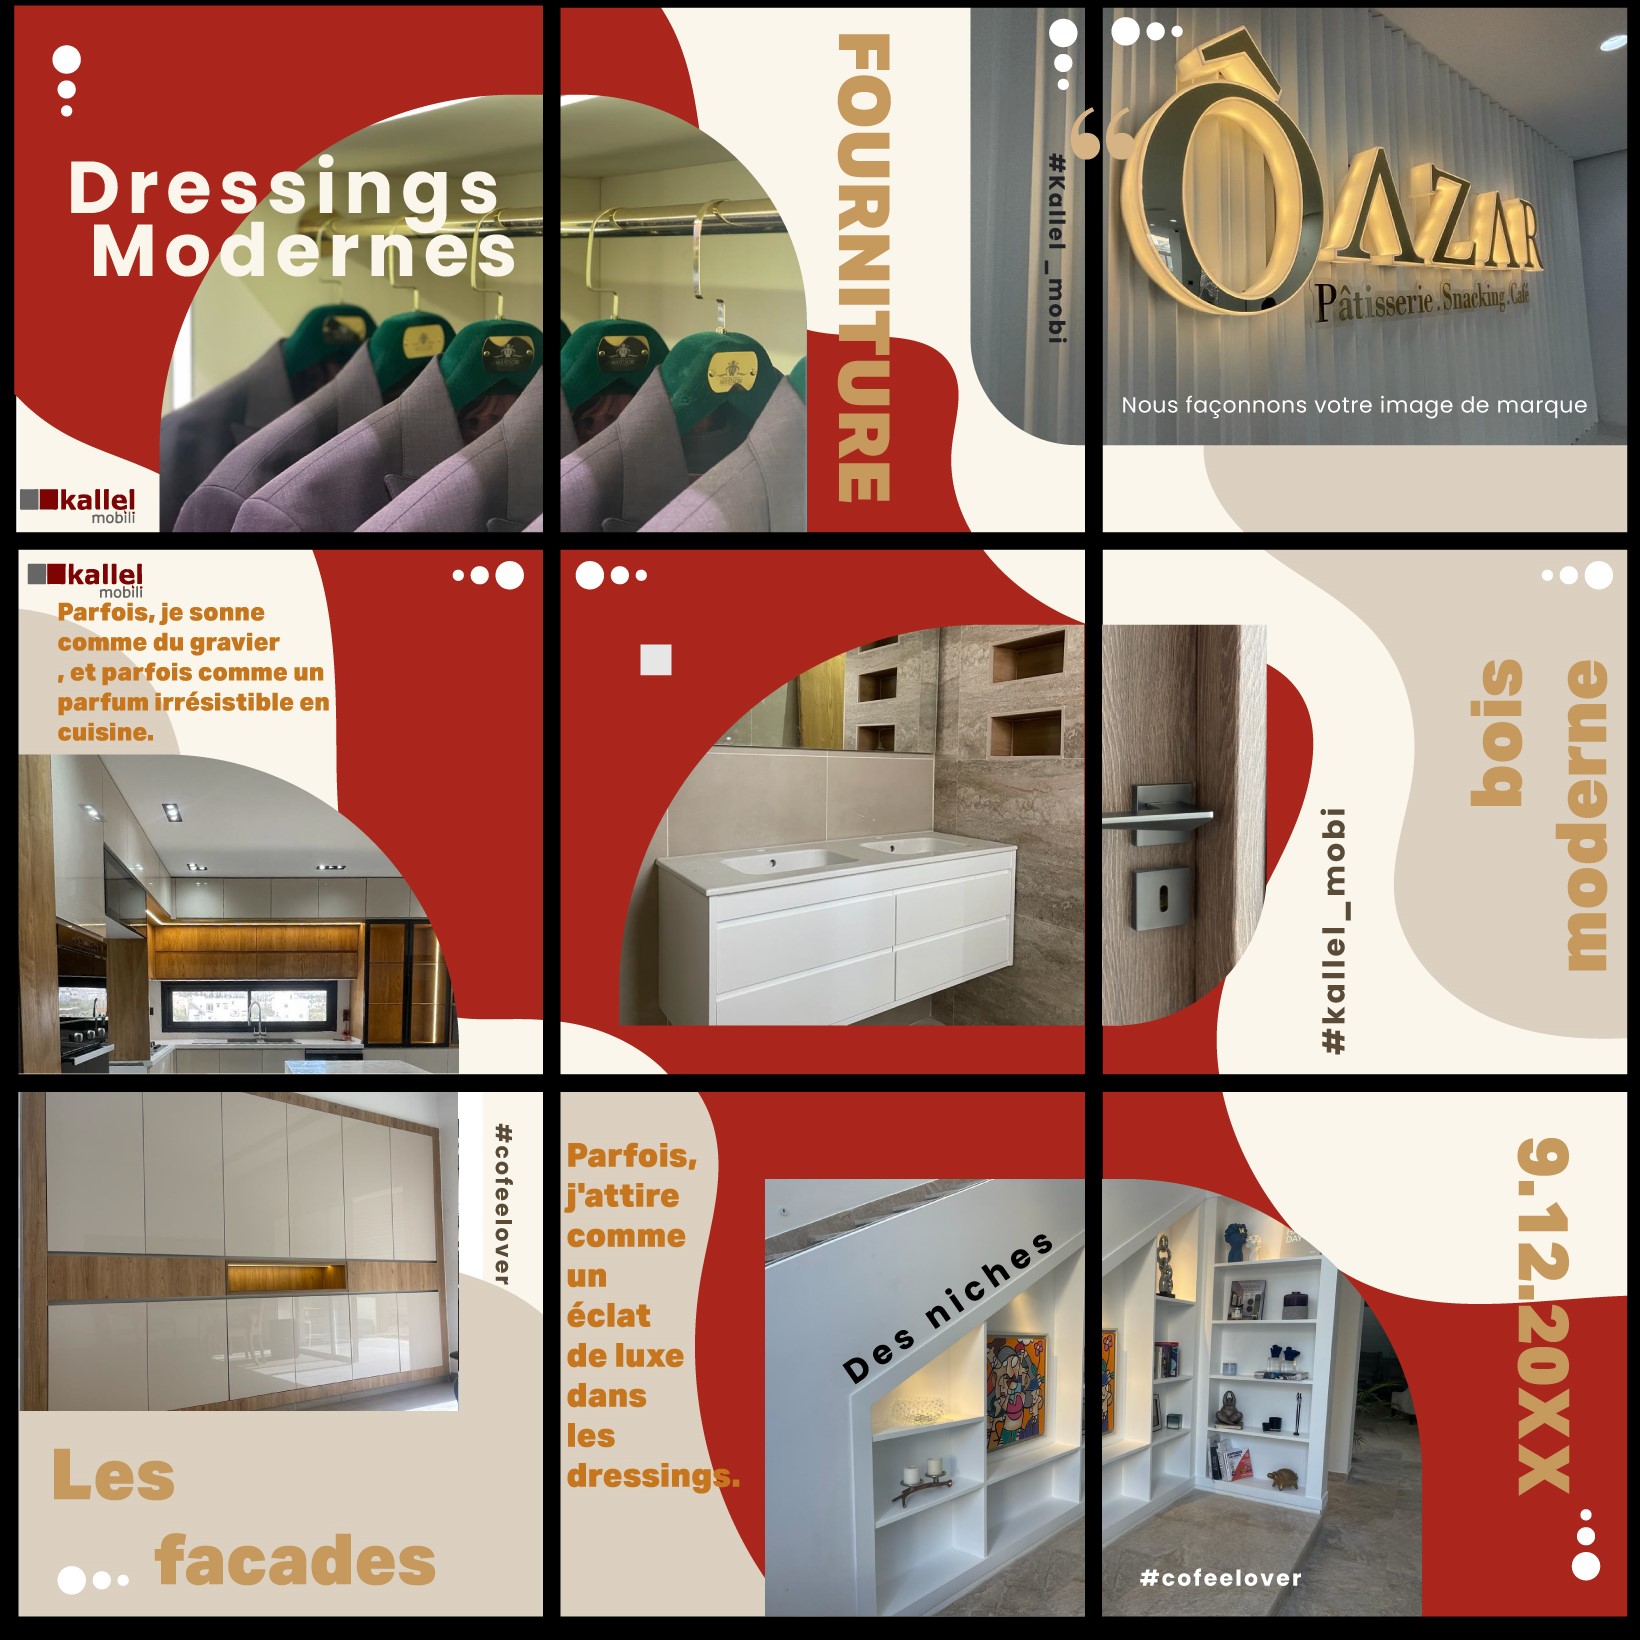 Dressings
Modernes
kallel
mobili
FOURNITURE
#Kallel_mobi
“
ÔAZAR
Pâtisserie.Snacking.Café
Nous façonnons votre image de marque
kallel
mobili
Parfois, je sonne
comme du gravier
, et parfois comme un
parfum irrésistible en
cuisine.
#kallel_mobi
bois
moderne
#cofeelover
Les
facades
Parfois,
j'attire
comme
un
éclat
de luxe
dans
les
dressings.
Des niches
9.12.20XX
#cofeelover